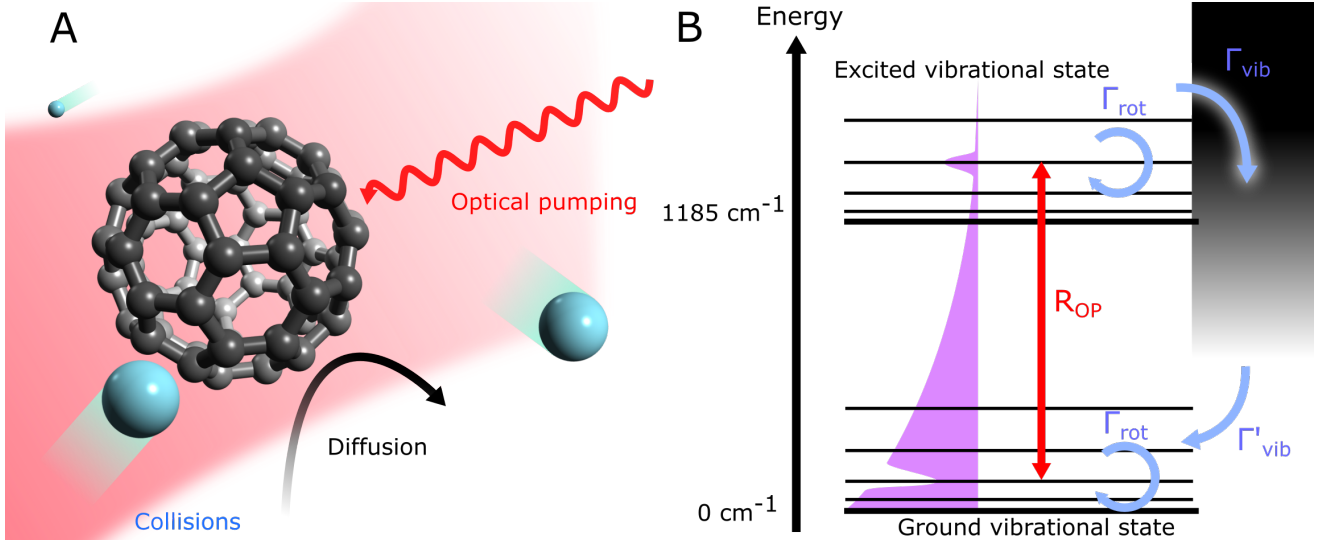 A
Optical pumping
Diffusion
Collisions
B
Energy
Excited vibrational state
Γrot
Γvib
1185 cm⁻¹
ROP
Γrot
Γ'vib
0 cm⁻¹
Ground vibrational state